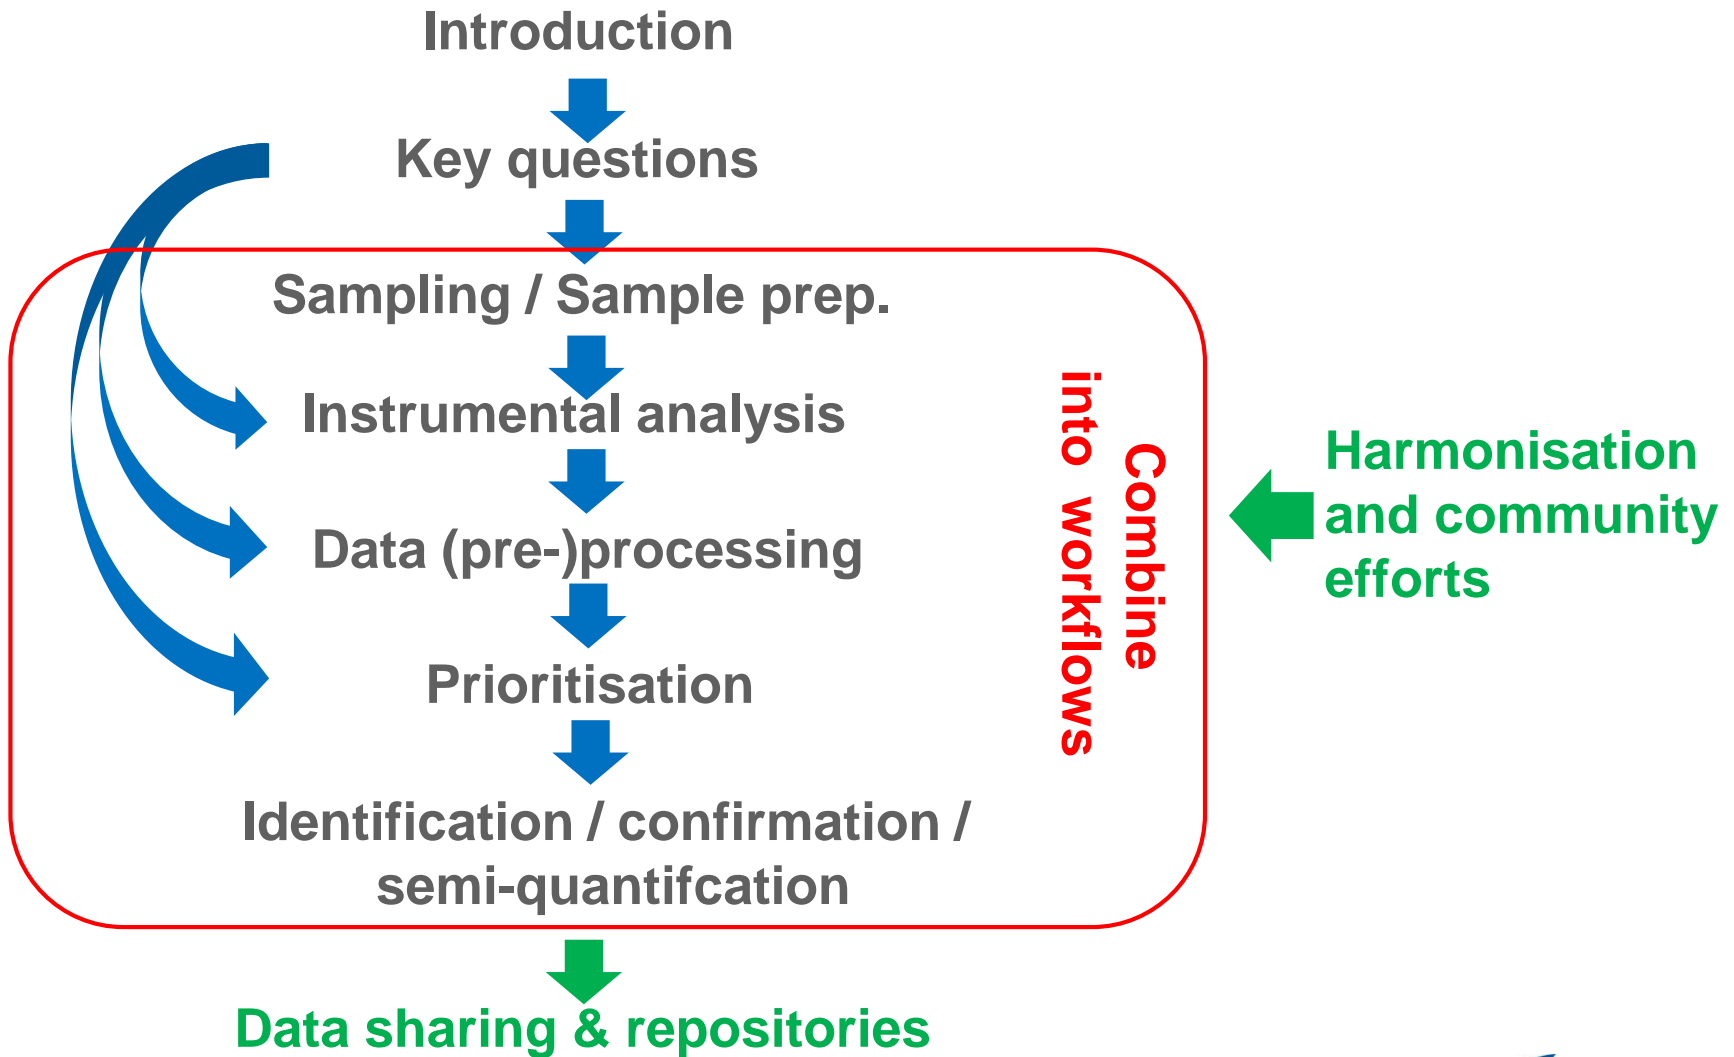 Introduction
Key questions
Sampling / Sample prep.
Instrumental analysis
Data (pre-)processing
Prioritisation
Identification / confirmation /
semi-quantifcation
Combine
into workflows
Harmonisation
and community
efforts
Data sharing & repositories